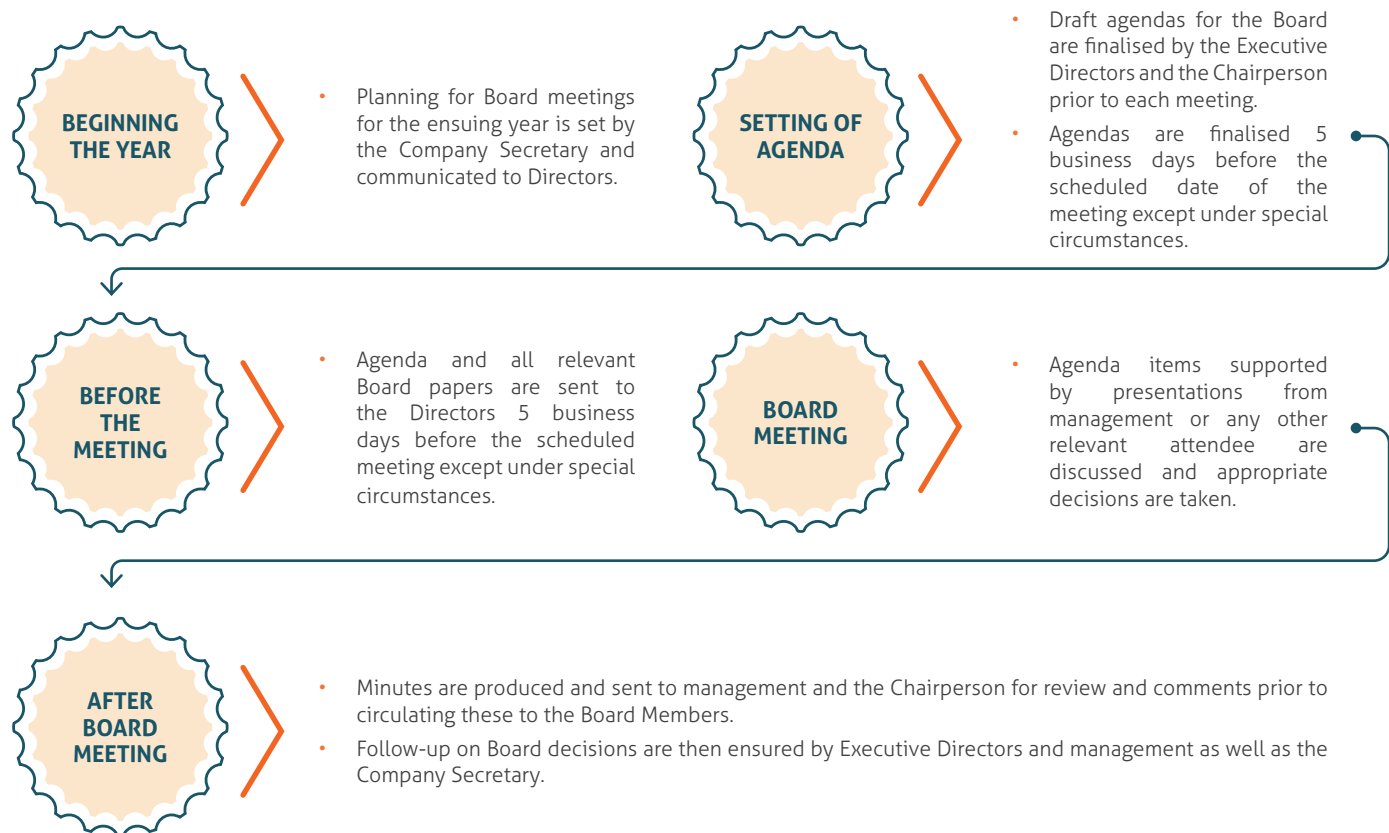 BEGINNING
THE YEAR
• Planning for Board meetings
for the ensuing year is set by
the Company Secretary and
communicated to Directors.
SETTING OF
AGENDA
• Draft agendas for the Board
are finalised by the Executive
Directors and the Chairperson
prior to each meeting.
• Agendas are finalised 5
business days before the
scheduled date of the
meeting except under special
circumstances.
BEFORE
THE
MEETING
• Agenda and all relevant
Board papers are sent to
the Directors 5 business
days before the scheduled
meeting except under special
circumstances.
BOARD
MEETING
• Agenda items supported
by presentations from
management or any other
relevant attendee are
discussed and appropriate
decisions are taken.
AFTER
BOARD
MEETING
• Minutes are produced and sent to management and the Chairperson for review and comments prior to
circulating these to the Board Members.
• Follow-up on Board decisions are then ensured by Executive Directors and management as well as the
Company Secretary.